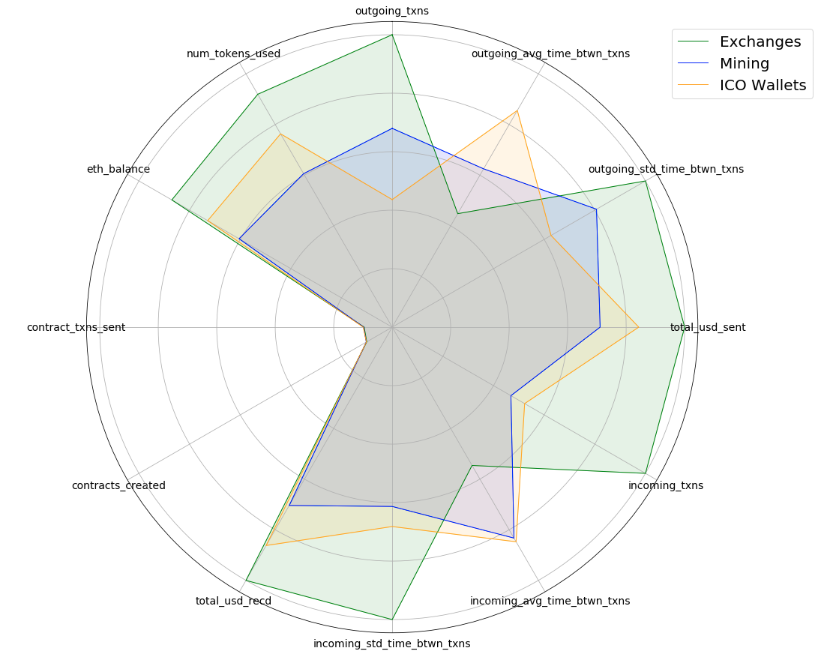 outgoing_txns
num_tokens_used
outgoing_avg_time_btwn_txns
Exchanges
Mining
ICO Wallets
eth_balance
outgoing_std_time_btwn_txns
contract_txns_sent
total_usd_sent
contracts_created
incoming_txns
total_usd_recd
incoming_avg_time_btwn_txns
incoming_std_time_btwn_txns